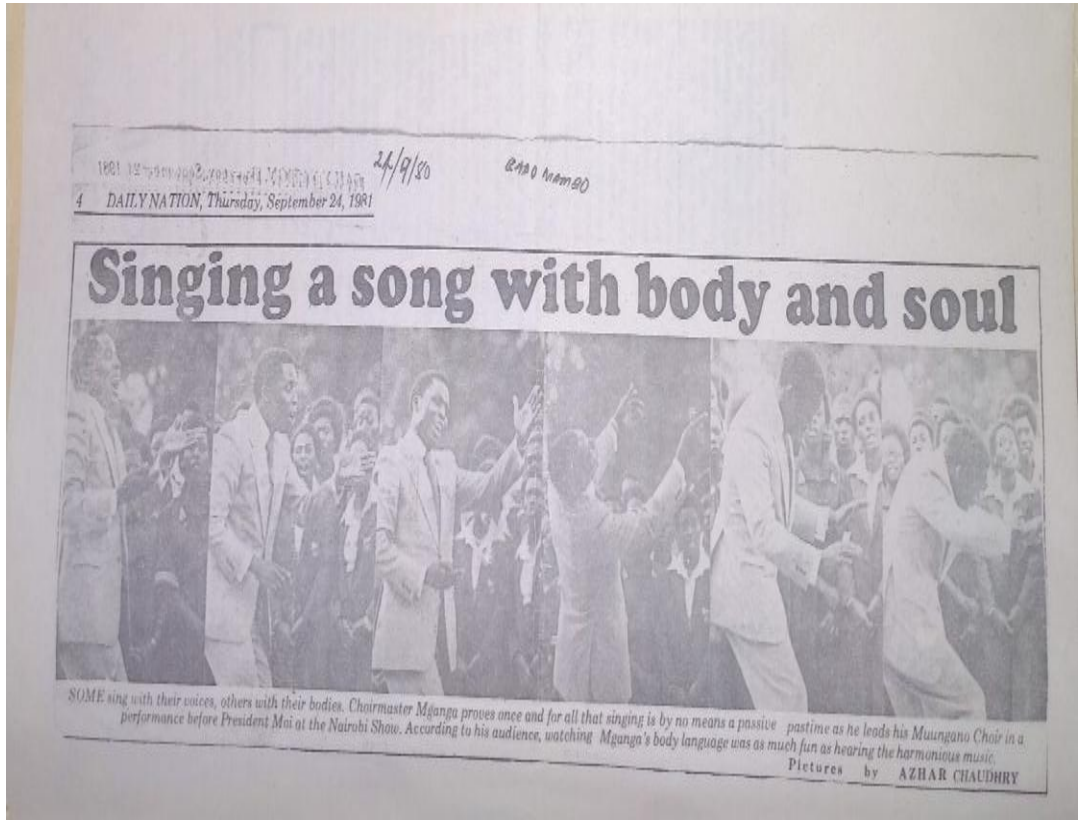 24/9/80
4 DAILY NATION, Thursday, September 24, 1981
Singing a song with body and soul
SOME sing with their voices, others with their bodies. Choirmaster Mganga proves once and for all that singing is by no means a passive pastime as he leads his Muungano Choir in a
performance before President Moi at the Nairobi Show. According to his audience, watching Mganga's body language was as much fun as hearing the harmonious music.
Pictures by AZHAR CHAUDHRY